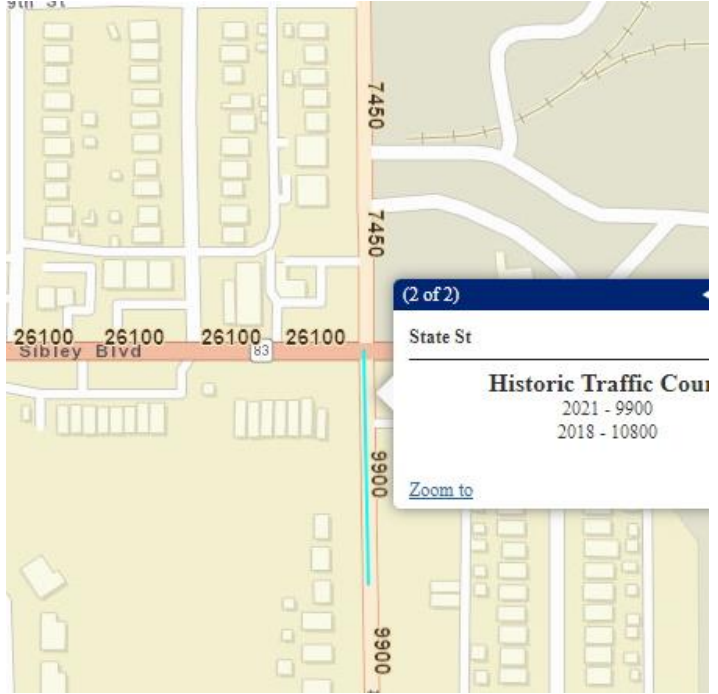 9th St
7450
7450
26100 26100 26100 26100
Sibley Blvd
83
(2 of 2)
State St
Historic Traffic Cour
2021 - 9900
2018 - 10800
Zoom to
9900
9900